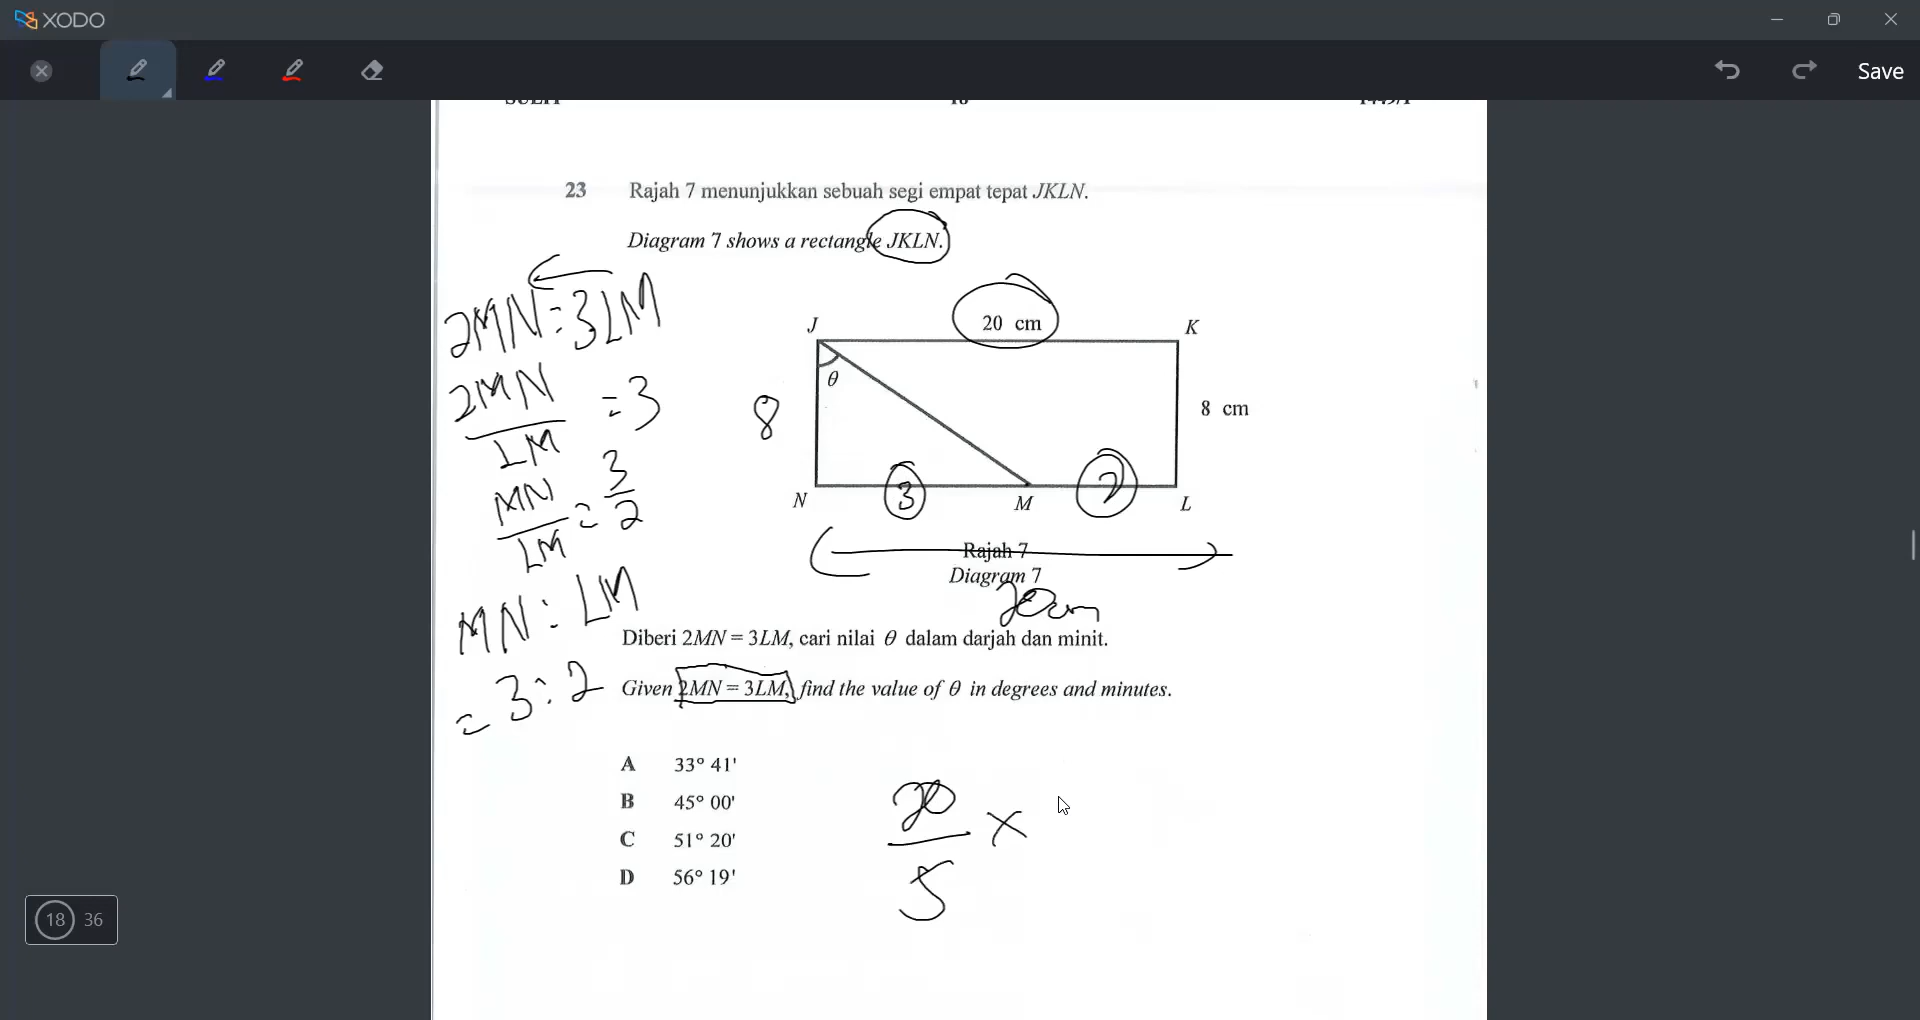 XODO
Save
23 Rajah 7 menunjukkan sebuah segi empat tepat JKLN.
Diagram 7 shows a rectangle JKLN.
2MN = 3LM
2MN
LM
= 3
MN
LM
= 3
2
MN : LM
= 3 : 2
20 cm
J
K
θ
8
8 cm
N
3
M
2
L
Rajah 7
Diagram 7
20cm
Diberi 2MN = 3LM, cari nilai θ dalam darjah dan minit.
Given 2MN = 3LM, find the value of θ in degrees and minutes.
A 33° 41'
B 45° 00'
C 51° 20'
D 56° 19'
20
5
×
18 36